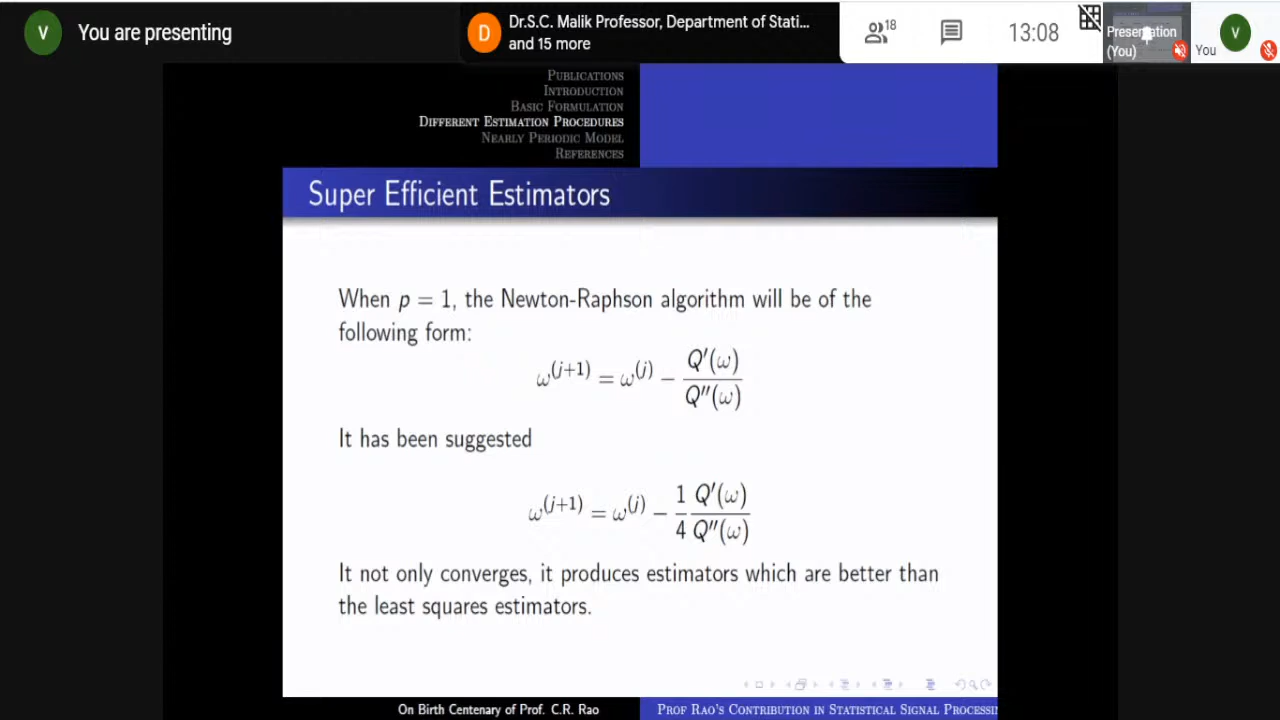 V
You are presenting
D
Dr.S.C. Malik Professor, Department of Stati...
and 15 more
18
13:08
Presentation
(You)
You
V
PUBLICATIONS
INTRODUCTION
BASIC FORMULATION
DIFFERENT ESTIMATION PROCEDURES
NEARLY PERIODIC MODEL
REFERENCES
Super Efficient Estimators
When p = 1, the Newton-Raphson algorithm will be of the
following form:
ω^(j+1) = ω^(j) − Q′(ω) / Q″(ω)
It has been suggested
ω^(j+1) = ω^(j) − 1/4 Q′(ω) / Q″(ω)
It not only converges, it produces estimators which are better than
the least squares estimators.
On Birth Centenary of Prof. C.R. Rao
PROF RAO'S CONTRIBUTION IN STATISTICAL SIGNAL PROCESSI